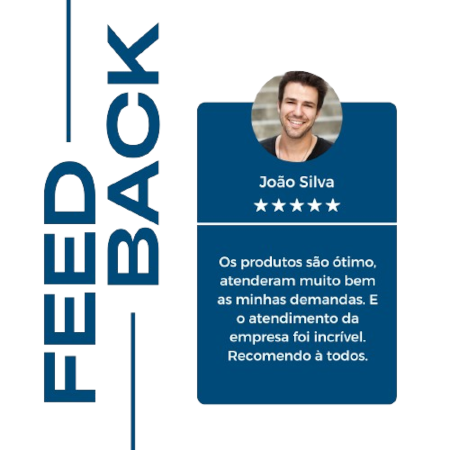 FEED
BACK
João Silva
Os produtos são ótimo,
atenderam muito bem
as minhas demandas. E
o atendimento da
empresa foi incrível.
Recomendo à todos.